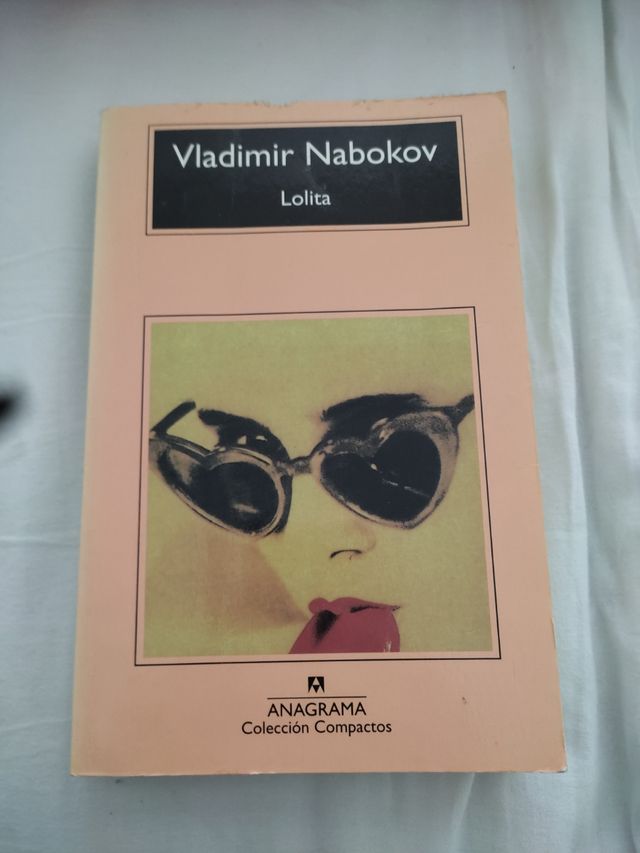 Vladimir Nabokov
Lolita
ANAGRAMA
Colección Compactos